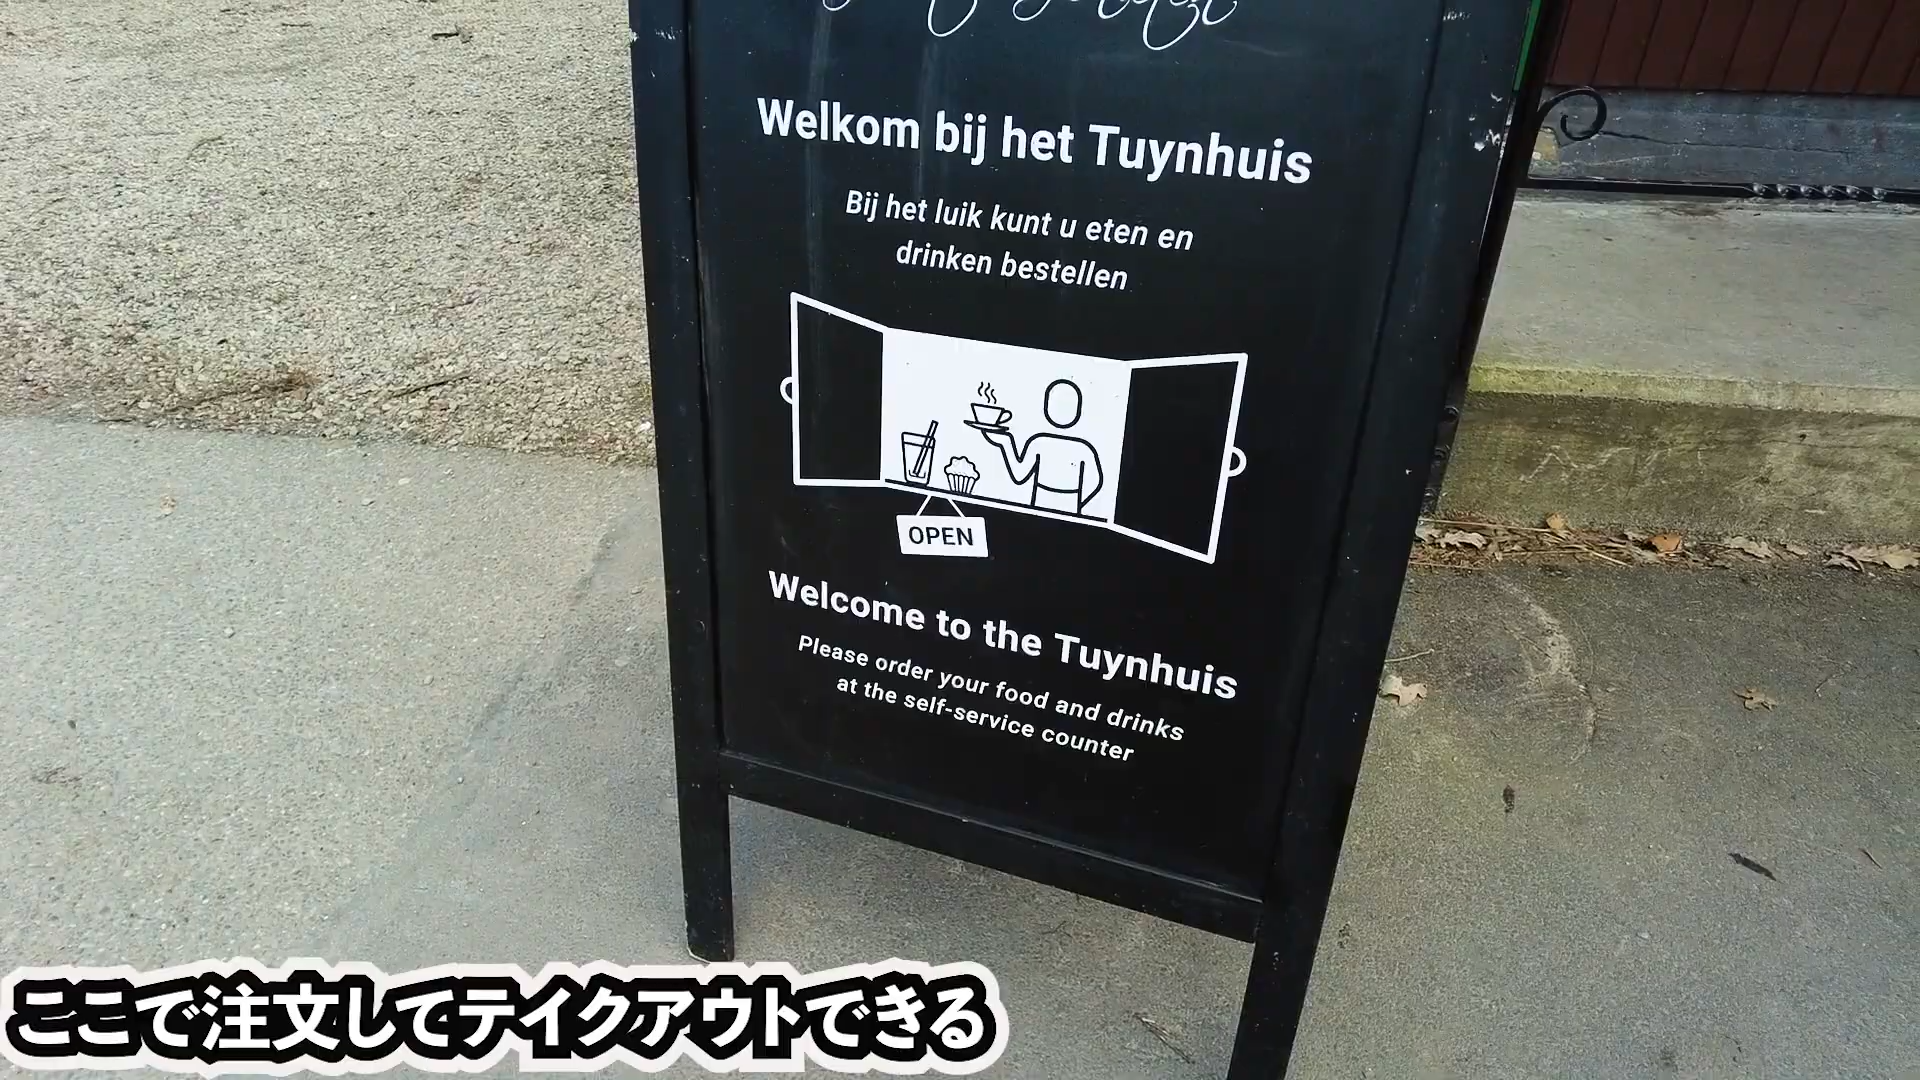 Welkom bij het Tuynhuis
Bij het luik kunt u eten en
drinken bestellen
OPEN
Welcome to the Tuynhuis
Please order your food and drinks
at the self-service counter
ここで注文してテイクアウトできる